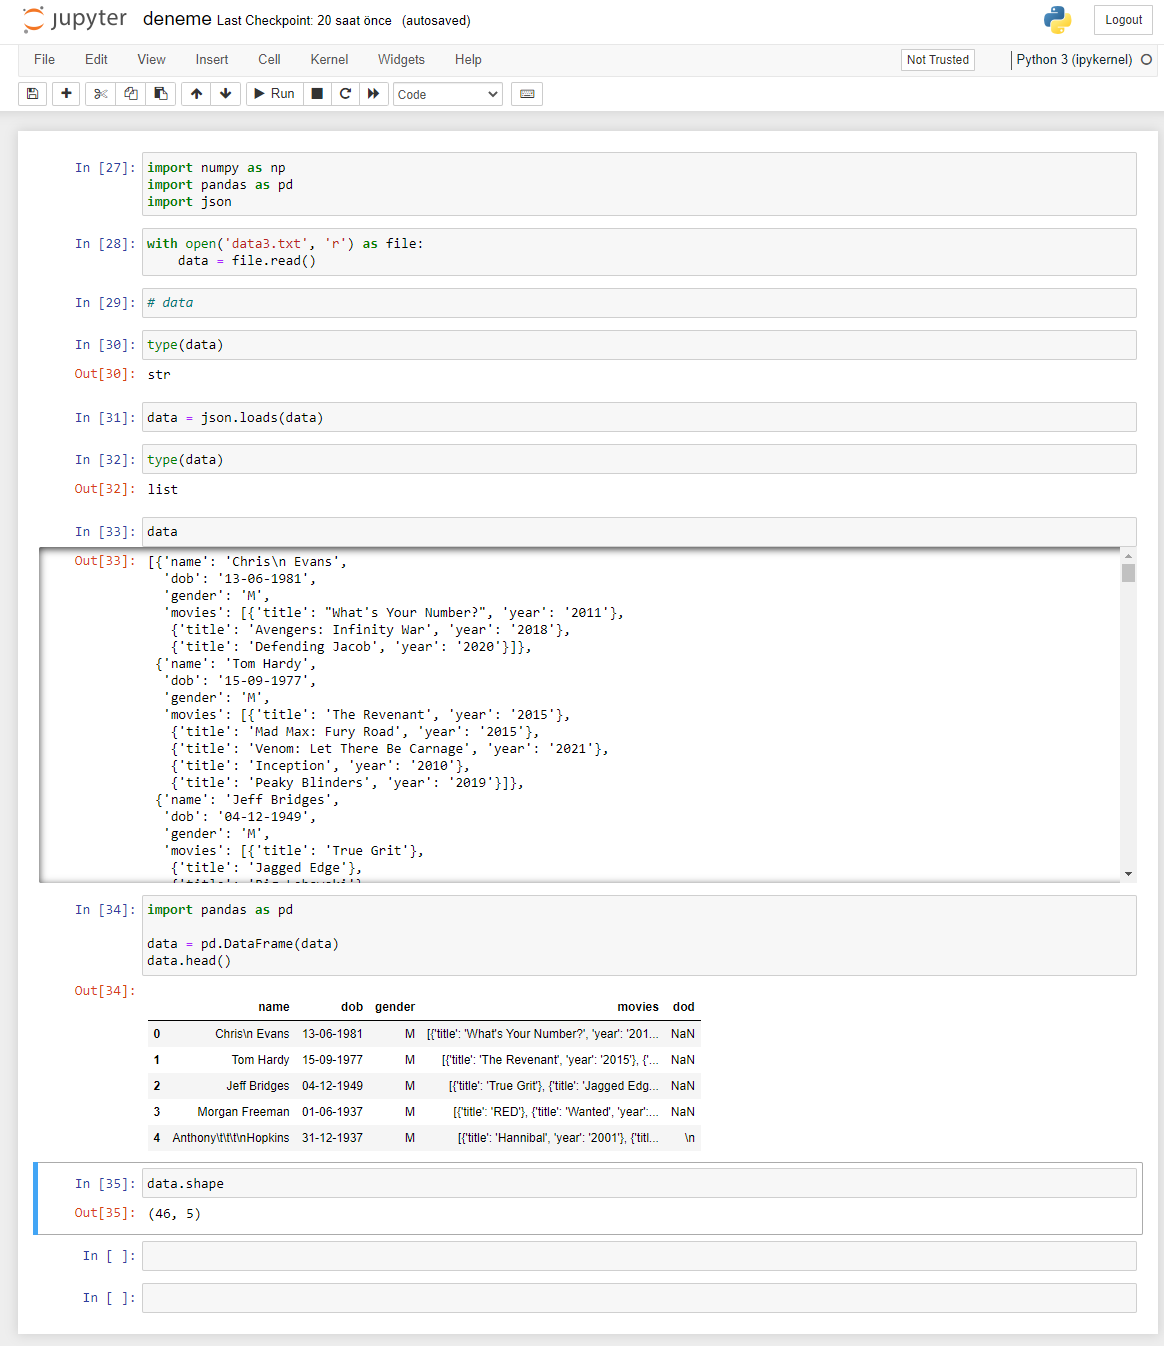 jupyter deneme Last Checkpoint: 20 saat önce (autosaved) Logout
File Edit View Insert Cell Kernel Widgets Help Not Trusted Python 3 (ipykernel)
Run Code
In [27]: import numpy as np
import pandas as pd
import json
In [28]: with open('data3.txt', 'r') as file:
data = file.read()
In [29]: # data
In [30]: type(data)
Out[30]: str
In [31]: data = json.loads(data)
In [32]: type(data)
Out[32]: list
In [33]: data
Out[33]: [{'name': 'Chris\n Evans',
'dob': '13-06-1981',
'gender': 'M',
'movies': [{'title': "What's Your Number?", 'year': '2011'},
{'title': 'Avengers: Infinity War', 'year': '2018'},
{'title': 'Defending Jacob', 'year': '2020'}]},
{'name': 'Tom Hardy',
'dob': '15-09-1977',
'gender': 'M',
'movies': [{'title': 'The Revenant', 'year': '2015'},
{'title': 'Mad Max: Fury Road', 'year': '2015'},
{'title': 'Venom: Let There Be Carnage', 'year': '2021'},
{'title': 'Inception', 'year': '2010'},
{'title': 'Peaky Blinders', 'year': '2019'}]},
{'name': 'Jeff Bridges',
'dob': '04-12-1949',
'gender': 'M',
'movies': [{'title': 'True Grit'},
{'title': 'Jagged Edge'},
In [34]: import pandas as pd
data = pd.DataFrame(data)
data.head()
Out[34]:
name dob gender movies dod
0 Chris\n Evans 13-06-1981 M [{'title': 'What's Your Number?', 'year': '201... NaN
1 Tom Hardy 15-09-1977 M [{'title': 'The Revenant', 'year': '2015'}, {'... NaN
2 Jeff Bridges 04-12-1949 M [{'title': 'True Grit'}, {'title': 'Jagged Edg... NaN
3 Morgan Freeman 01-06-1937 M [{'title': 'RED'}, {'title': 'Wanted', 'year':... NaN
4 Anthony\t\t\t\nHopkins 31-12-1937 M [{'title': 'Hannibal', 'year': '2001'}, {'titl... \n
In [35]: data.shape
Out[35]: (46, 5)
In [ ]:
In [ ]: